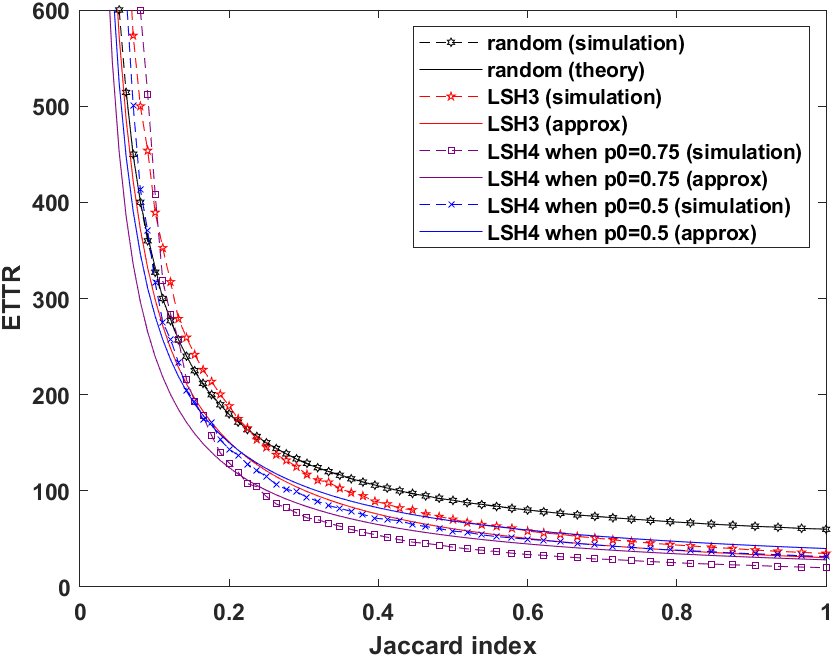 600
500
400
300
200
100
0
ETTR
random (simulation)
random (theory)
LSH3 (simulation)
LSH3 (approx)
LSH4 when p0=0.75 (simulation)
LSH4 when p0=0.75 (approx)
LSH4 when p0=0.5 (simulation)
LSH4 when p0=0.5 (approx)
0 0.2 0.4 0.6 0.8 1
Jaccard index